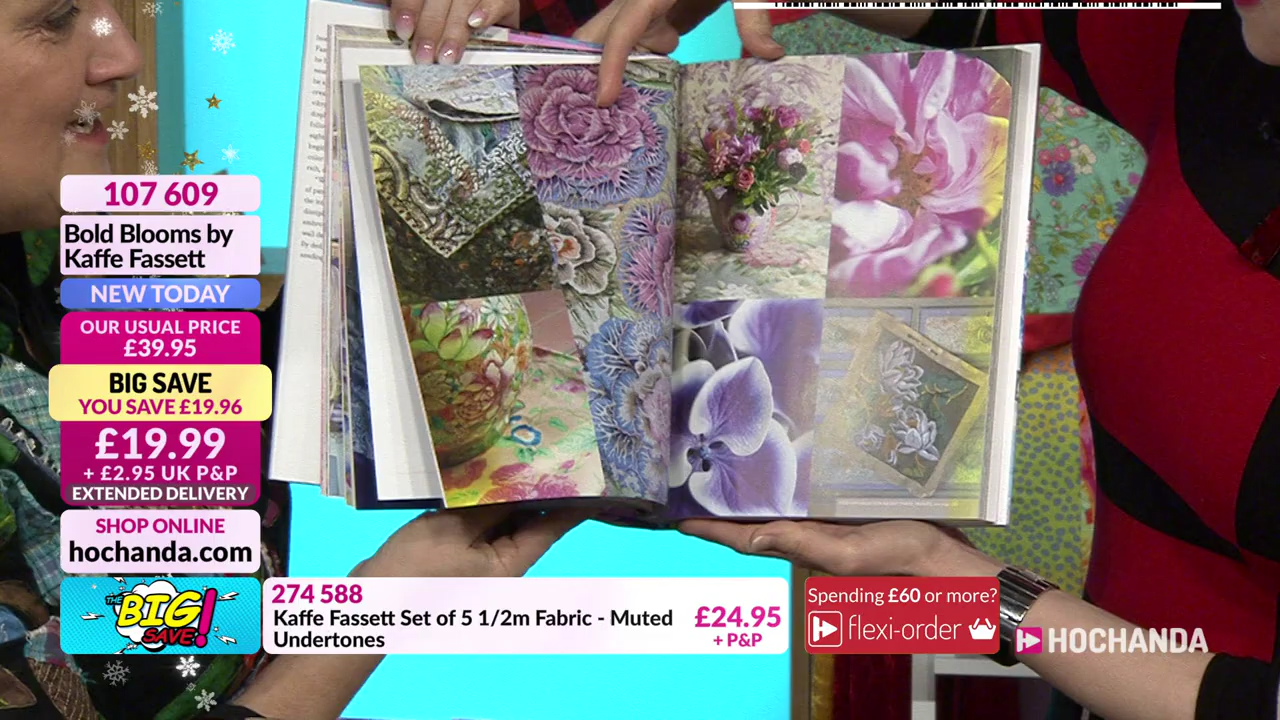 107 609
Bold Blooms by
Kaffe Fassett
NEW TODAY
OUR USUAL PRICE
£39.95
BIG SAVE
YOU SAVE £19.96
£19.99
+ £2.95 UK P&P
EXTENDED DELIVERY
SHOP ONLINE
hochanda.com
THE
BIG!
SAVE
274 588
Kaffe Fassett Set of 5 1/2m Fabric - Muted
Undertones
£24.95
+ P&P
Spending £60 or more?
flexi-order
HOCHANDA